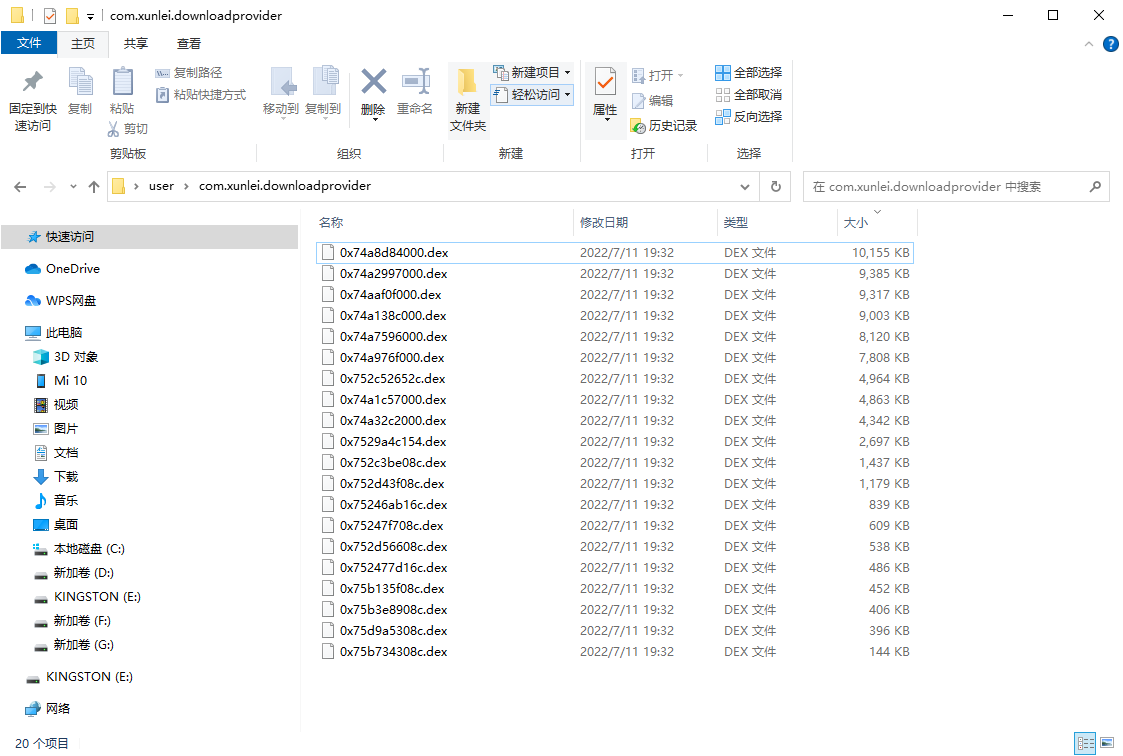 com.xunlei.downloadprovider
文件 主页 共享 查看
固定到快速访问
复制
粘贴
复制路径
粘贴快捷方式
剪切
移动到 复制到
删除 重命名
新建文件夹
新建项目
轻松访问
属性
打开
编辑
历史记录
全部选择
全部取消
反向选择
剪贴板 组织 新建 打开 选择
user › com.xunlei.downloadprovider
在 com.xunlei.downloadprovider 中搜索
快速访问
OneDrive
WPS网盘
此电脑
3D 对象
Mi 10
视频
图片
文档
下载
音乐
桌面
本地磁盘 (C:)
新加卷 (D:)
KINGSTON (E:)
新加卷 (F:)
新加卷 (G:)
KINGSTON (E:)
网络
名称 修改日期 类型 大小
0x74a8d84000.dex 2022/7/11 19:32 DEX 文件 10,155 KB
0x74a2997000.dex 2022/7/11 19:32 DEX 文件 9,385 KB
0x74aaf0f000.dex 2022/7/11 19:32 DEX 文件 9,317 KB
0x74a138c000.dex 2022/7/11 19:32 DEX 文件 9,003 KB
0x74a7596000.dex 2022/7/11 19:32 DEX 文件 8,120 KB
0x74a976f000.dex 2022/7/11 19:32 DEX 文件 7,808 KB
0x752c52652c.dex 2022/7/11 19:32 DEX 文件 4,964 KB
0x74a1c57000.dex 2022/7/11 19:32 DEX 文件 4,863 KB
0x74a32c2000.dex 2022/7/11 19:32 DEX 文件 4,342 KB
0x7529a4c154.dex 2022/7/11 19:32 DEX 文件 2,697 KB
0x752c3be08c.dex 2022/7/11 19:32 DEX 文件 1,437 KB
0x752d43f08c.dex 2022/7/11 19:32 DEX 文件 1,179 KB
0x75246ab16c.dex 2022/7/11 19:32 DEX 文件 839 KB
0x75247f708c.dex 2022/7/11 19:32 DEX 文件 609 KB
0x752d56608c.dex 2022/7/11 19:32 DEX 文件 538 KB
0x752477d16c.dex 2022/7/11 19:32 DEX 文件 486 KB
0x75b135f08c.dex 2022/7/11 19:32 DEX 文件 452 KB
0x75b3e8908c.dex 2022/7/11 19:32 DEX 文件 406 KB
0x75d9a5308c.dex 2022/7/11 19:32 DEX 文件 396 KB
0x75b734308c.dex 2022/7/11 19:32 DEX 文件 144 KB
20 个项目